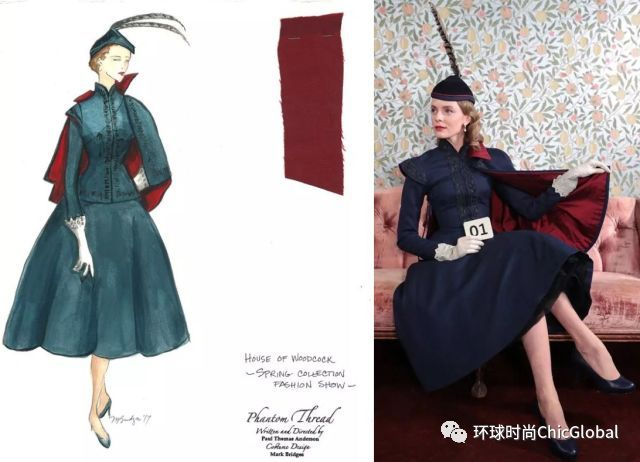 HOUSE OF WOODCOCK
– SPRING COLLECTION
FASHION SHOW –
Phantom Thread
Written and Directed by
Paul Thomas Anderson
Costume Design
Mark Bridges
01
环球时尚ChicGlobal